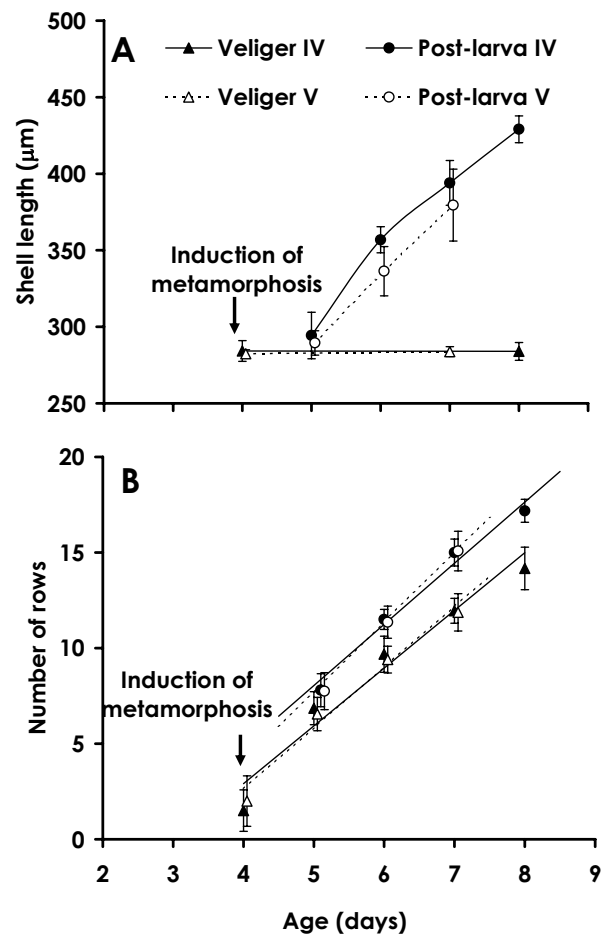 500
A
Veliger IV
Post-larva IV
450
Veliger V
Post-larva V
400
Shell length (µm)
350
Induction of
metamorphosis
300
250
20
B
15
Number of rows
10
Induction of
metamorphosis
5
0
2 3 4 5 6 7 8 9
Age (days)